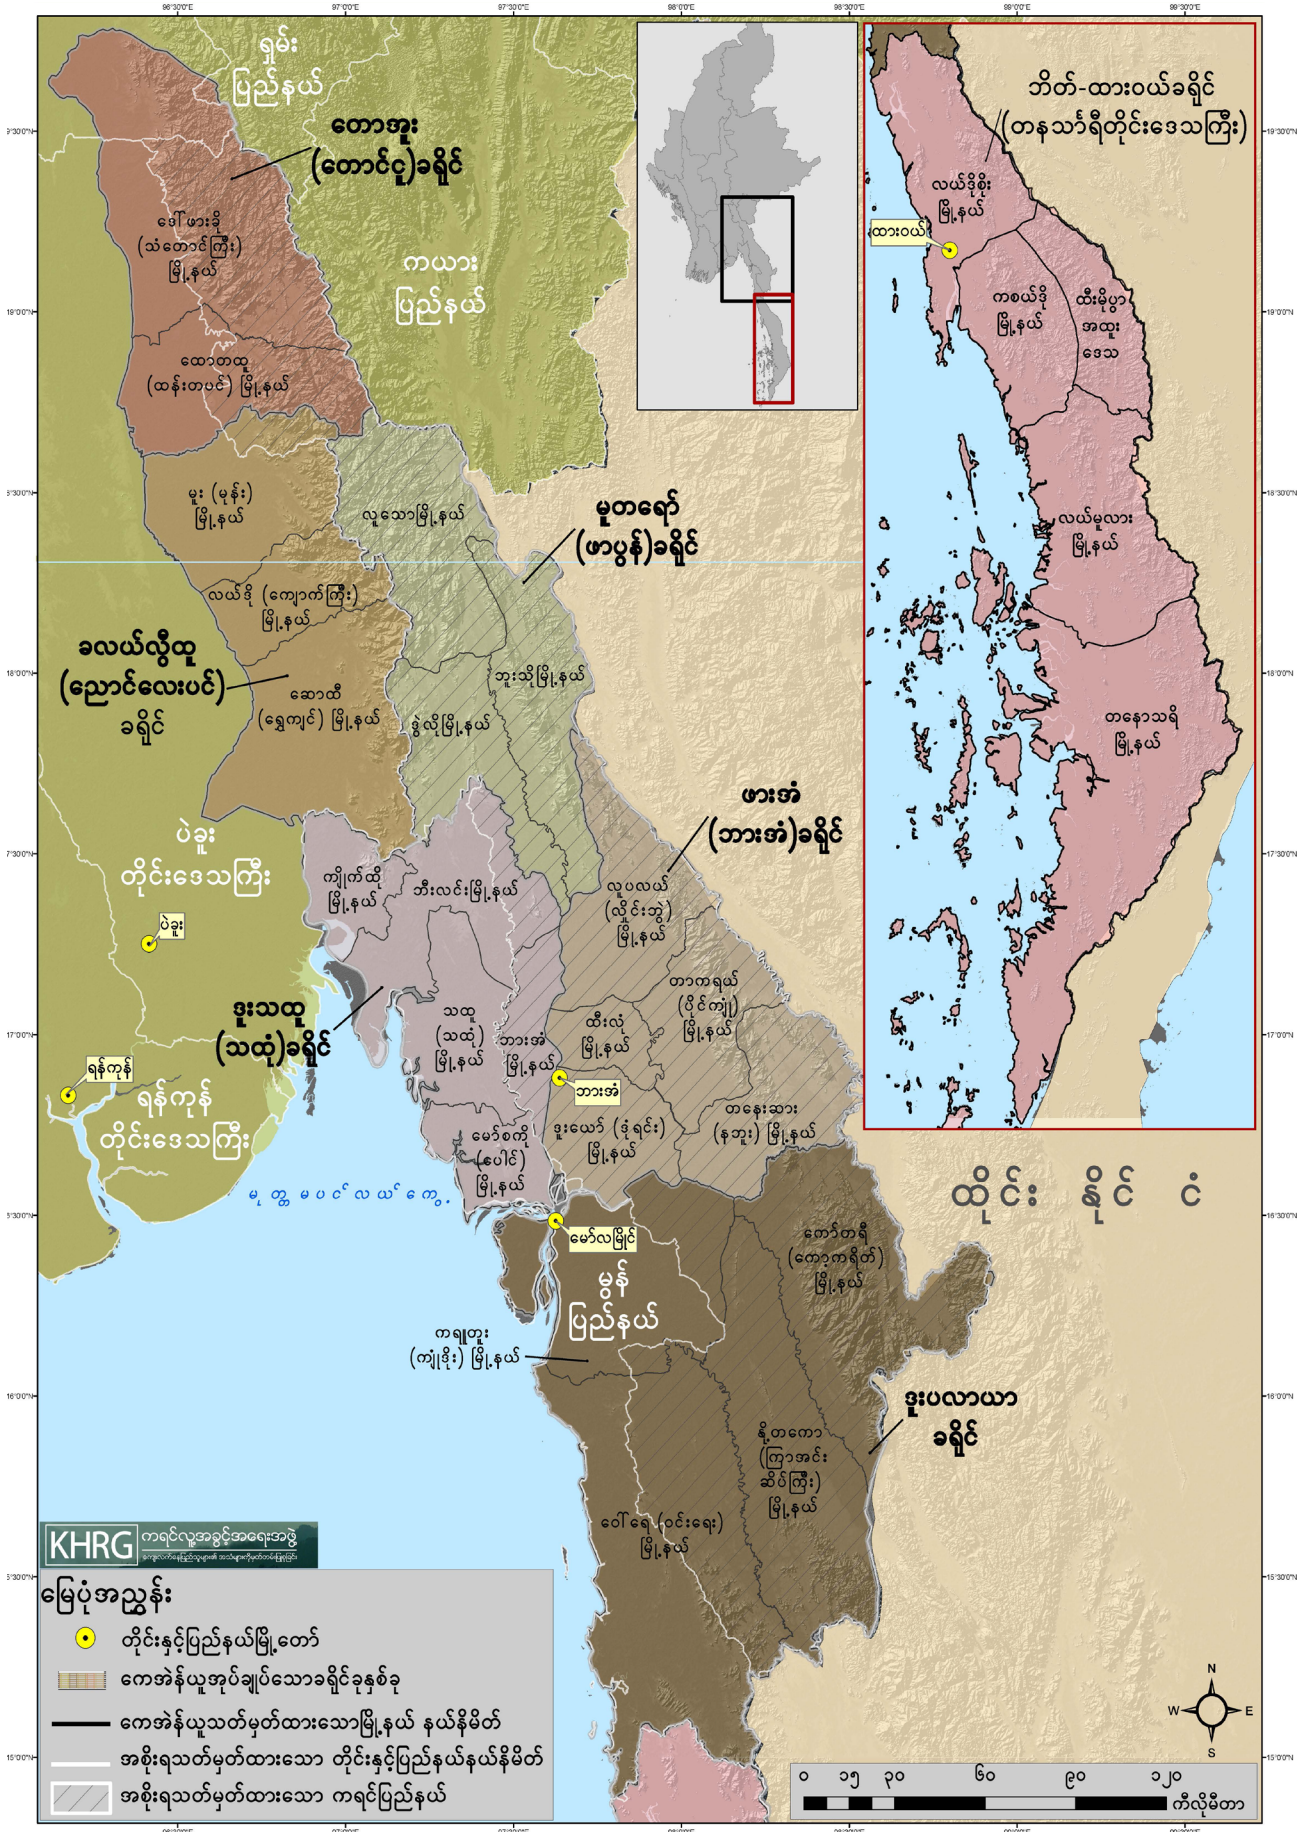 ရှမ်း
ပြည်နယ်
တောအူး
(တောင်ငူ)ခရိုင်
ဒေါ်ဖားခို
(သံတောင်ကြီး)
မြို့နယ်
ကယား
ပြည်နယ်
ထောတထူ
(ထန်းတပင်) မြို့နယ်
မူး (မုန်း)
မြို့နယ်
လူသောမြို့နယ်
မူတရော်
(ဖာပွန်)ခရိုင်
လယ်ဒို (ကျောက်ကြီး)
မြို့နယ်
ခလယ်လွီထူ
(ညောင်လေးပင်)
ခရိုင်
ဆောထီ
(ရွှေကျင်) မြို့နယ်
ဘူးသိုမြို့နယ်
ဒွဲလိုမြို့နယ်
ဖားအံ
(ဘားအံ)ခရိုင်
ပဲခူး
တိုင်းဒေသကြီး
ပဲခူး
ကျိုက်ထို
မြို့နယ်
ဘီးလင်းမြို့နယ်
လူပလယ်
(လှိုင်းဘွဲ)
မြို့နယ်
တာကရယ်
(ပိုင်ကျုံ)
မြို့နယ်
ဒူးသထူ
(သထုံ)ခရိုင်
သထူ
(သထုံ)
မြို့နယ်
ဘားအံ
မြို့နယ်
ထီးလုံ
မြို့နယ်
ဘားအံ
ရန်ကုန်
ရန်ကုန်
တိုင်းဒေသကြီး
ဒူးယော် (ဒုံရင်း)
မြို့နယ်
တနေးဆား
(နဘူး) မြို့နယ်
မော်စကို
(ပေါင်)
မြို့နယ်
မုတ္တမပင်လယ်ကွေ့
မော်လမြိုင်
မွန်
ပြည်နယ်
ကော်တရီ
(ကော့ကရိတ်)
မြို့နယ်
ကရူတူး
(ကျုံဒိုး) မြို့နယ်
ဒူးပလာယာ
ခရိုင်
နို့တကော
(ကြာအင်း
ဆိပ်ကြီး)
မြို့နယ်
ဝေါ်ရေ (ဝင်းရေး)
မြို့နယ်
ထိုင်း နိုင် ငံ
ဘိတ်-ထားဝယ်ခရိုင်
(တနင်္သာရီတိုင်းဒေသကြီး)
လယ်ဒိုစိုး
မြို့နယ်
ထားဝယ်
ကစယ်ဒို
မြို့နယ်
ထီးမိုပွာ
အထူး
ဒေသ
လယ်မူလား
မြို့နယ်
တနောသရိ
မြို့နယ်
KHRG
ကရင်လူ့အခွင့်အရေးအဖွဲ့
မြေပုံအညွှန်း
တိုင်းနှင့်ပြည်နယ်မြို့တော်
ကေအဲန်ယူအုပ်ချုပ်သောခရိုင်ခုနှစ်ခု
ကေအဲန်ယူသတ်မှတ်ထားသောမြို့နယ် နယ်နိမိတ်
အစိုးရသတ်မှတ်ထားသော တိုင်းနှင့်ပြည်နယ်နယ်နိမိတ်
အစိုးရသတ်မှတ်ထားသော ကရင်ပြည်နယ်
N
W E
S
၀ ၁၅ ၃၀ ၆၀ ၉၀ ၁၂၀
ကီလိုမီတာ